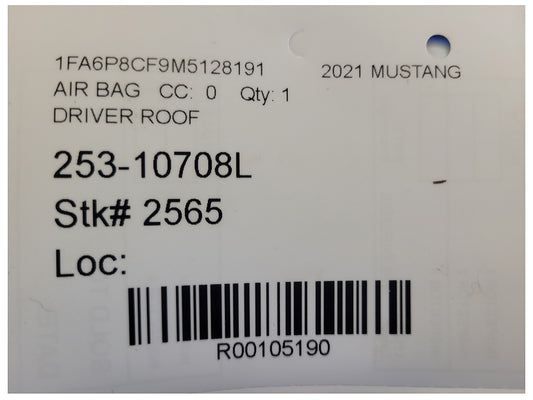 1FA6P8CF9M5128191 2021 MUSTANG
AIR BAG CC: 0 Qty: 1
DRIVER ROOF
253-10708L
Stk# 2565
Loc:
R00105190